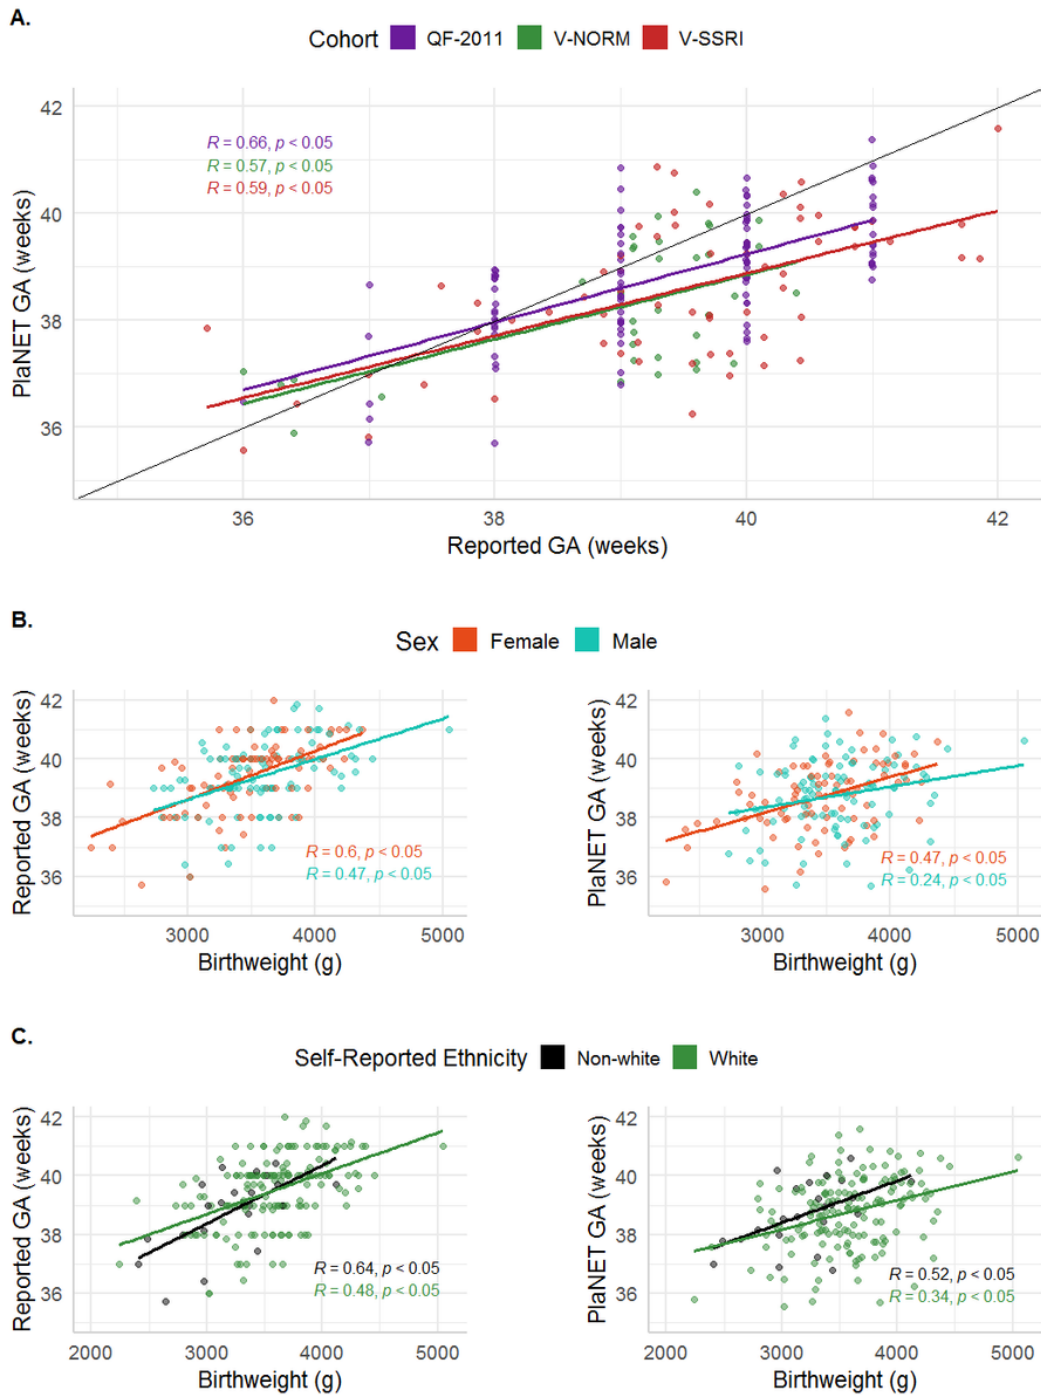 A.
Cohort QF-2011 V-NORM V-SSRI
PlaNET GA (weeks)
42
40
38
36
R = 0.66, p < 0.05
R = 0.57, p < 0.05
R = 0.59, p < 0.05
36 38 40 42
Reported GA (weeks)
B.
Sex Female Male
Reported GA (weeks)
42
40
38
36
R = 0.6, p < 0.05
R = 0.47, p < 0.05
3000 4000 5000
Birthweight (g)
PlaNET GA (weeks)
42
40
38
36
R = 0.47, p < 0.05
R = 0.24, p < 0.05
3000 4000 5000
Birthweight (g)
C.
Self-Reported Ethnicity Non-white White
Reported GA (weeks)
42
40
38
36
R = 0.64, p < 0.05
R = 0.48, p < 0.05
2000 3000 4000 5000
Birthweight (g)
PlaNET GA (weeks)
42
40
38
36
R = 0.52, p < 0.05
R = 0.34, p < 0.05
2000 3000 4000 5000
Birthweight (g)